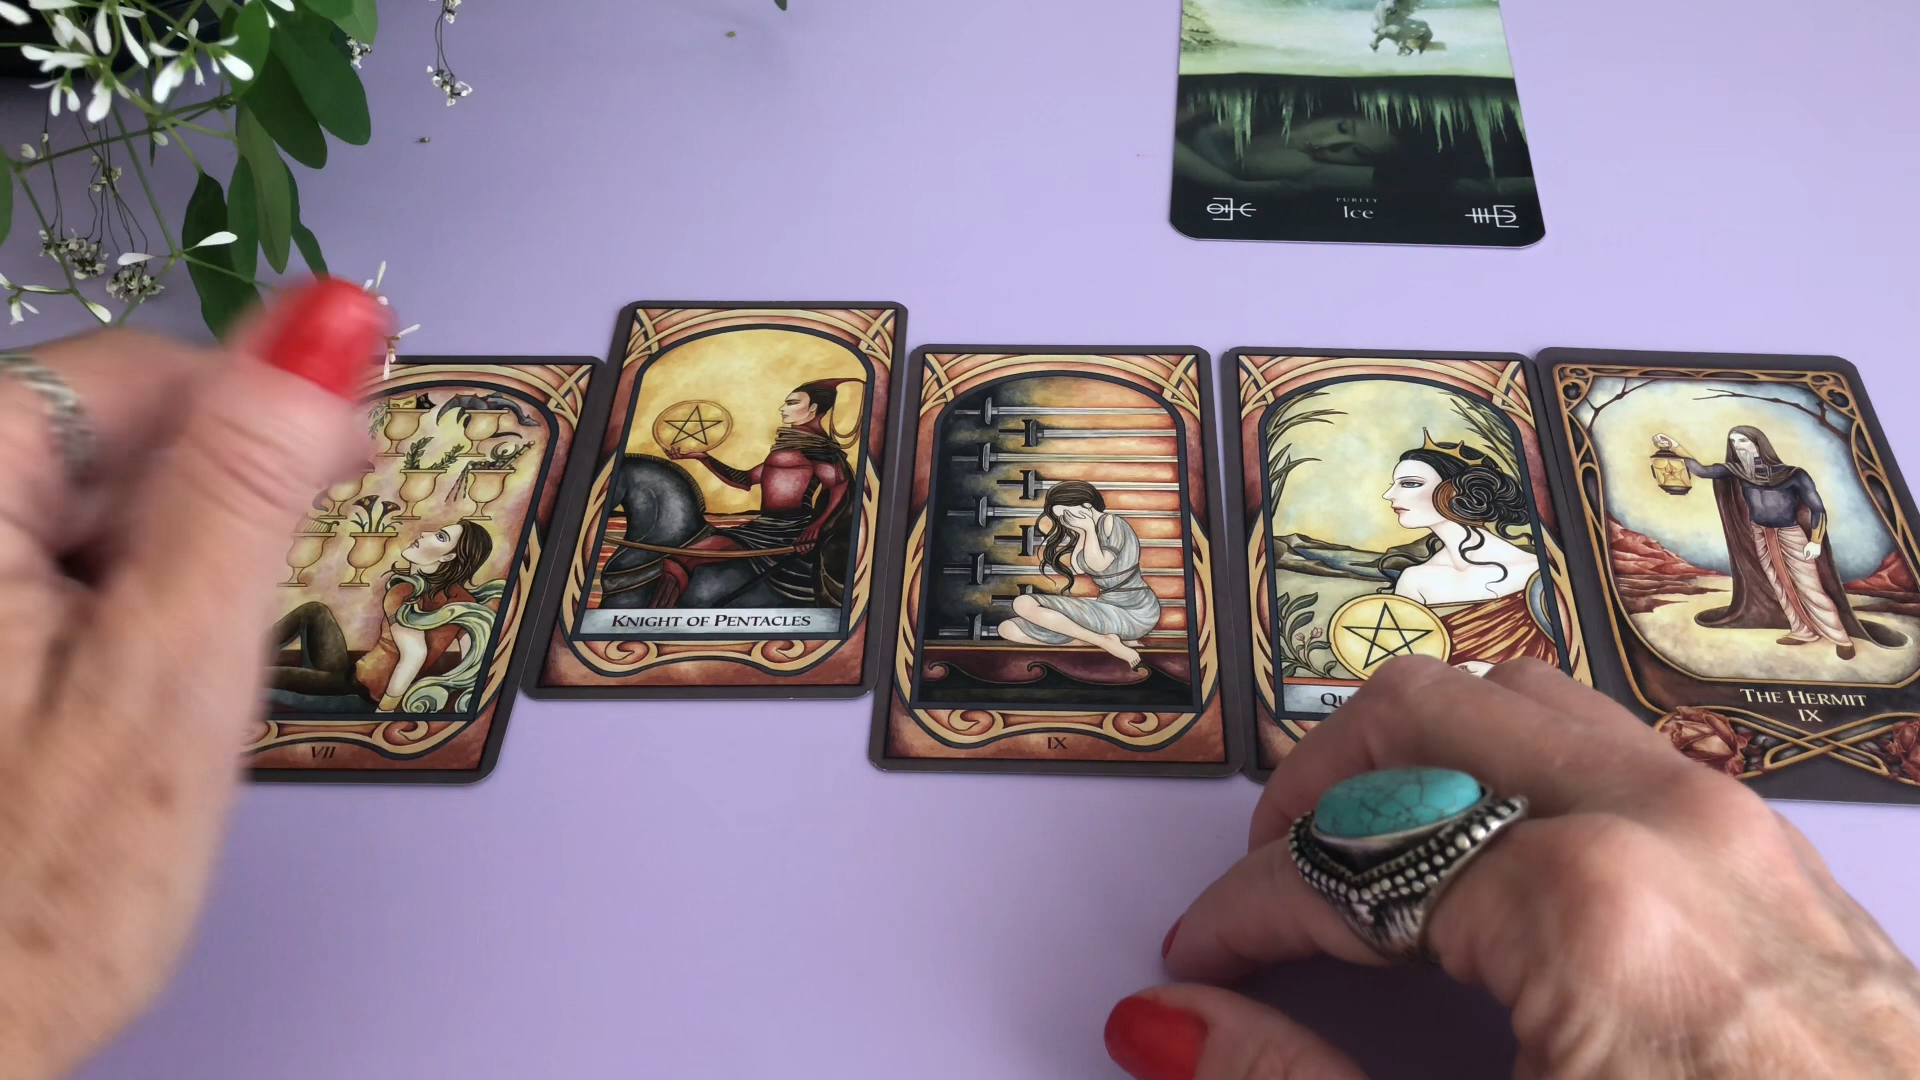 PURITY
Ice
KNIGHT OF PENTACLES
THE HERMIT
IX
IX
VII